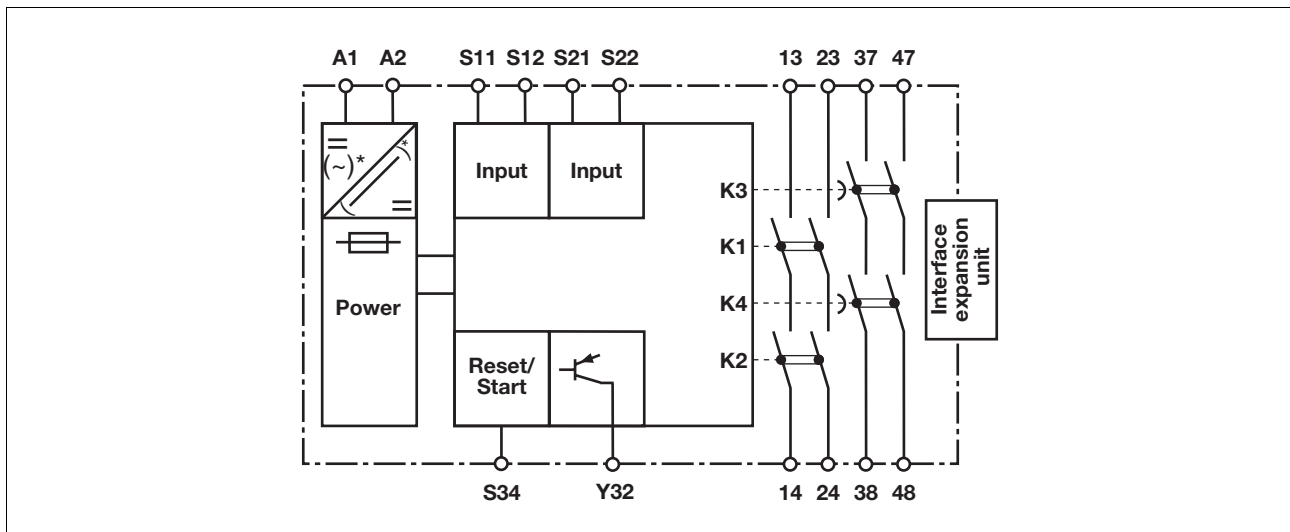 A1 A2 S11 S12 S21 S22 13 23 37 47
=
(~)*
(*
=
Input Input
K3
K1
Power
K4
K2
Reset/
Start
Interface
expansion
unit
S34 Y32 14 24 38 48